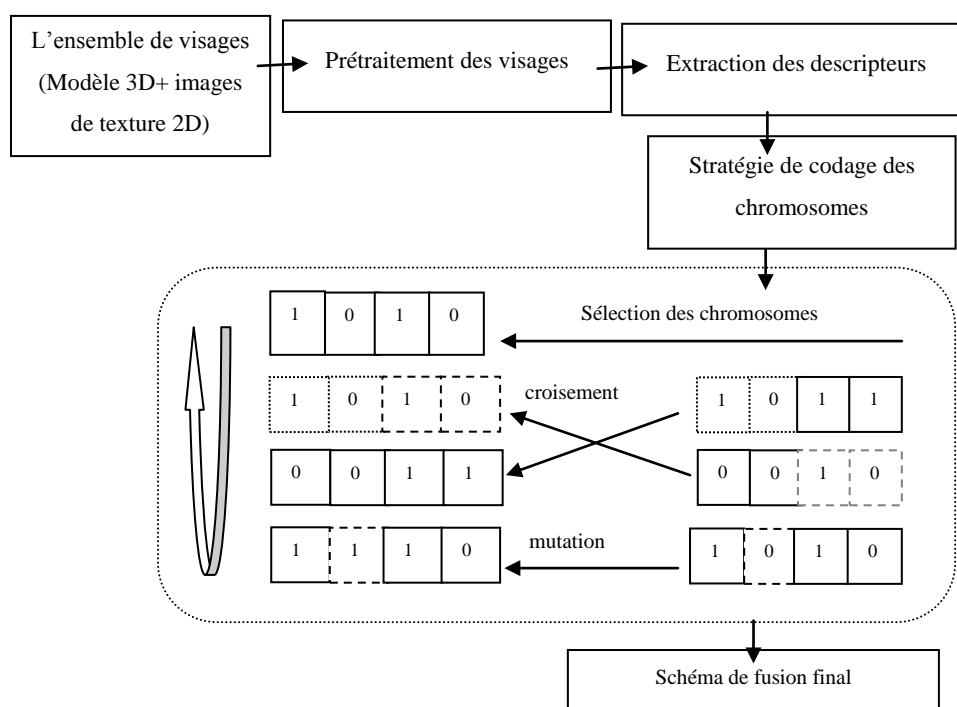 L'ensemble de visages
(Modèle 3D+ images
de texture 2D)
Prétraitement des visages
Extraction des descripteurs
Stratégie de codage des
chromosomes
1 0 1 0
Sélection des chromosomes
1 0 1 0
croisement
1 0 1 1
0 0 1 1
0 0 1 0
1 1 1 0
mutation
1 0 1 0
Schéma de fusion final